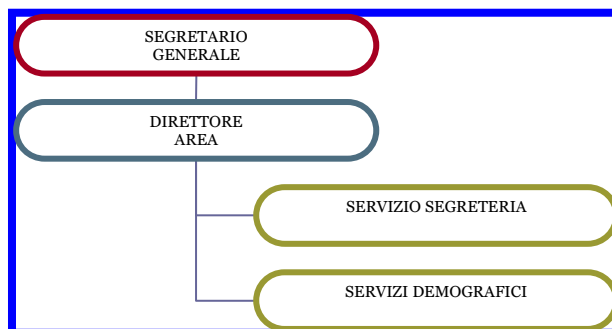 SEGRETARIO
GENERALE
DIRETTORE
AREA
SERVIZIO SEGRETERIA
SERVIZI DEMOGRAFICI